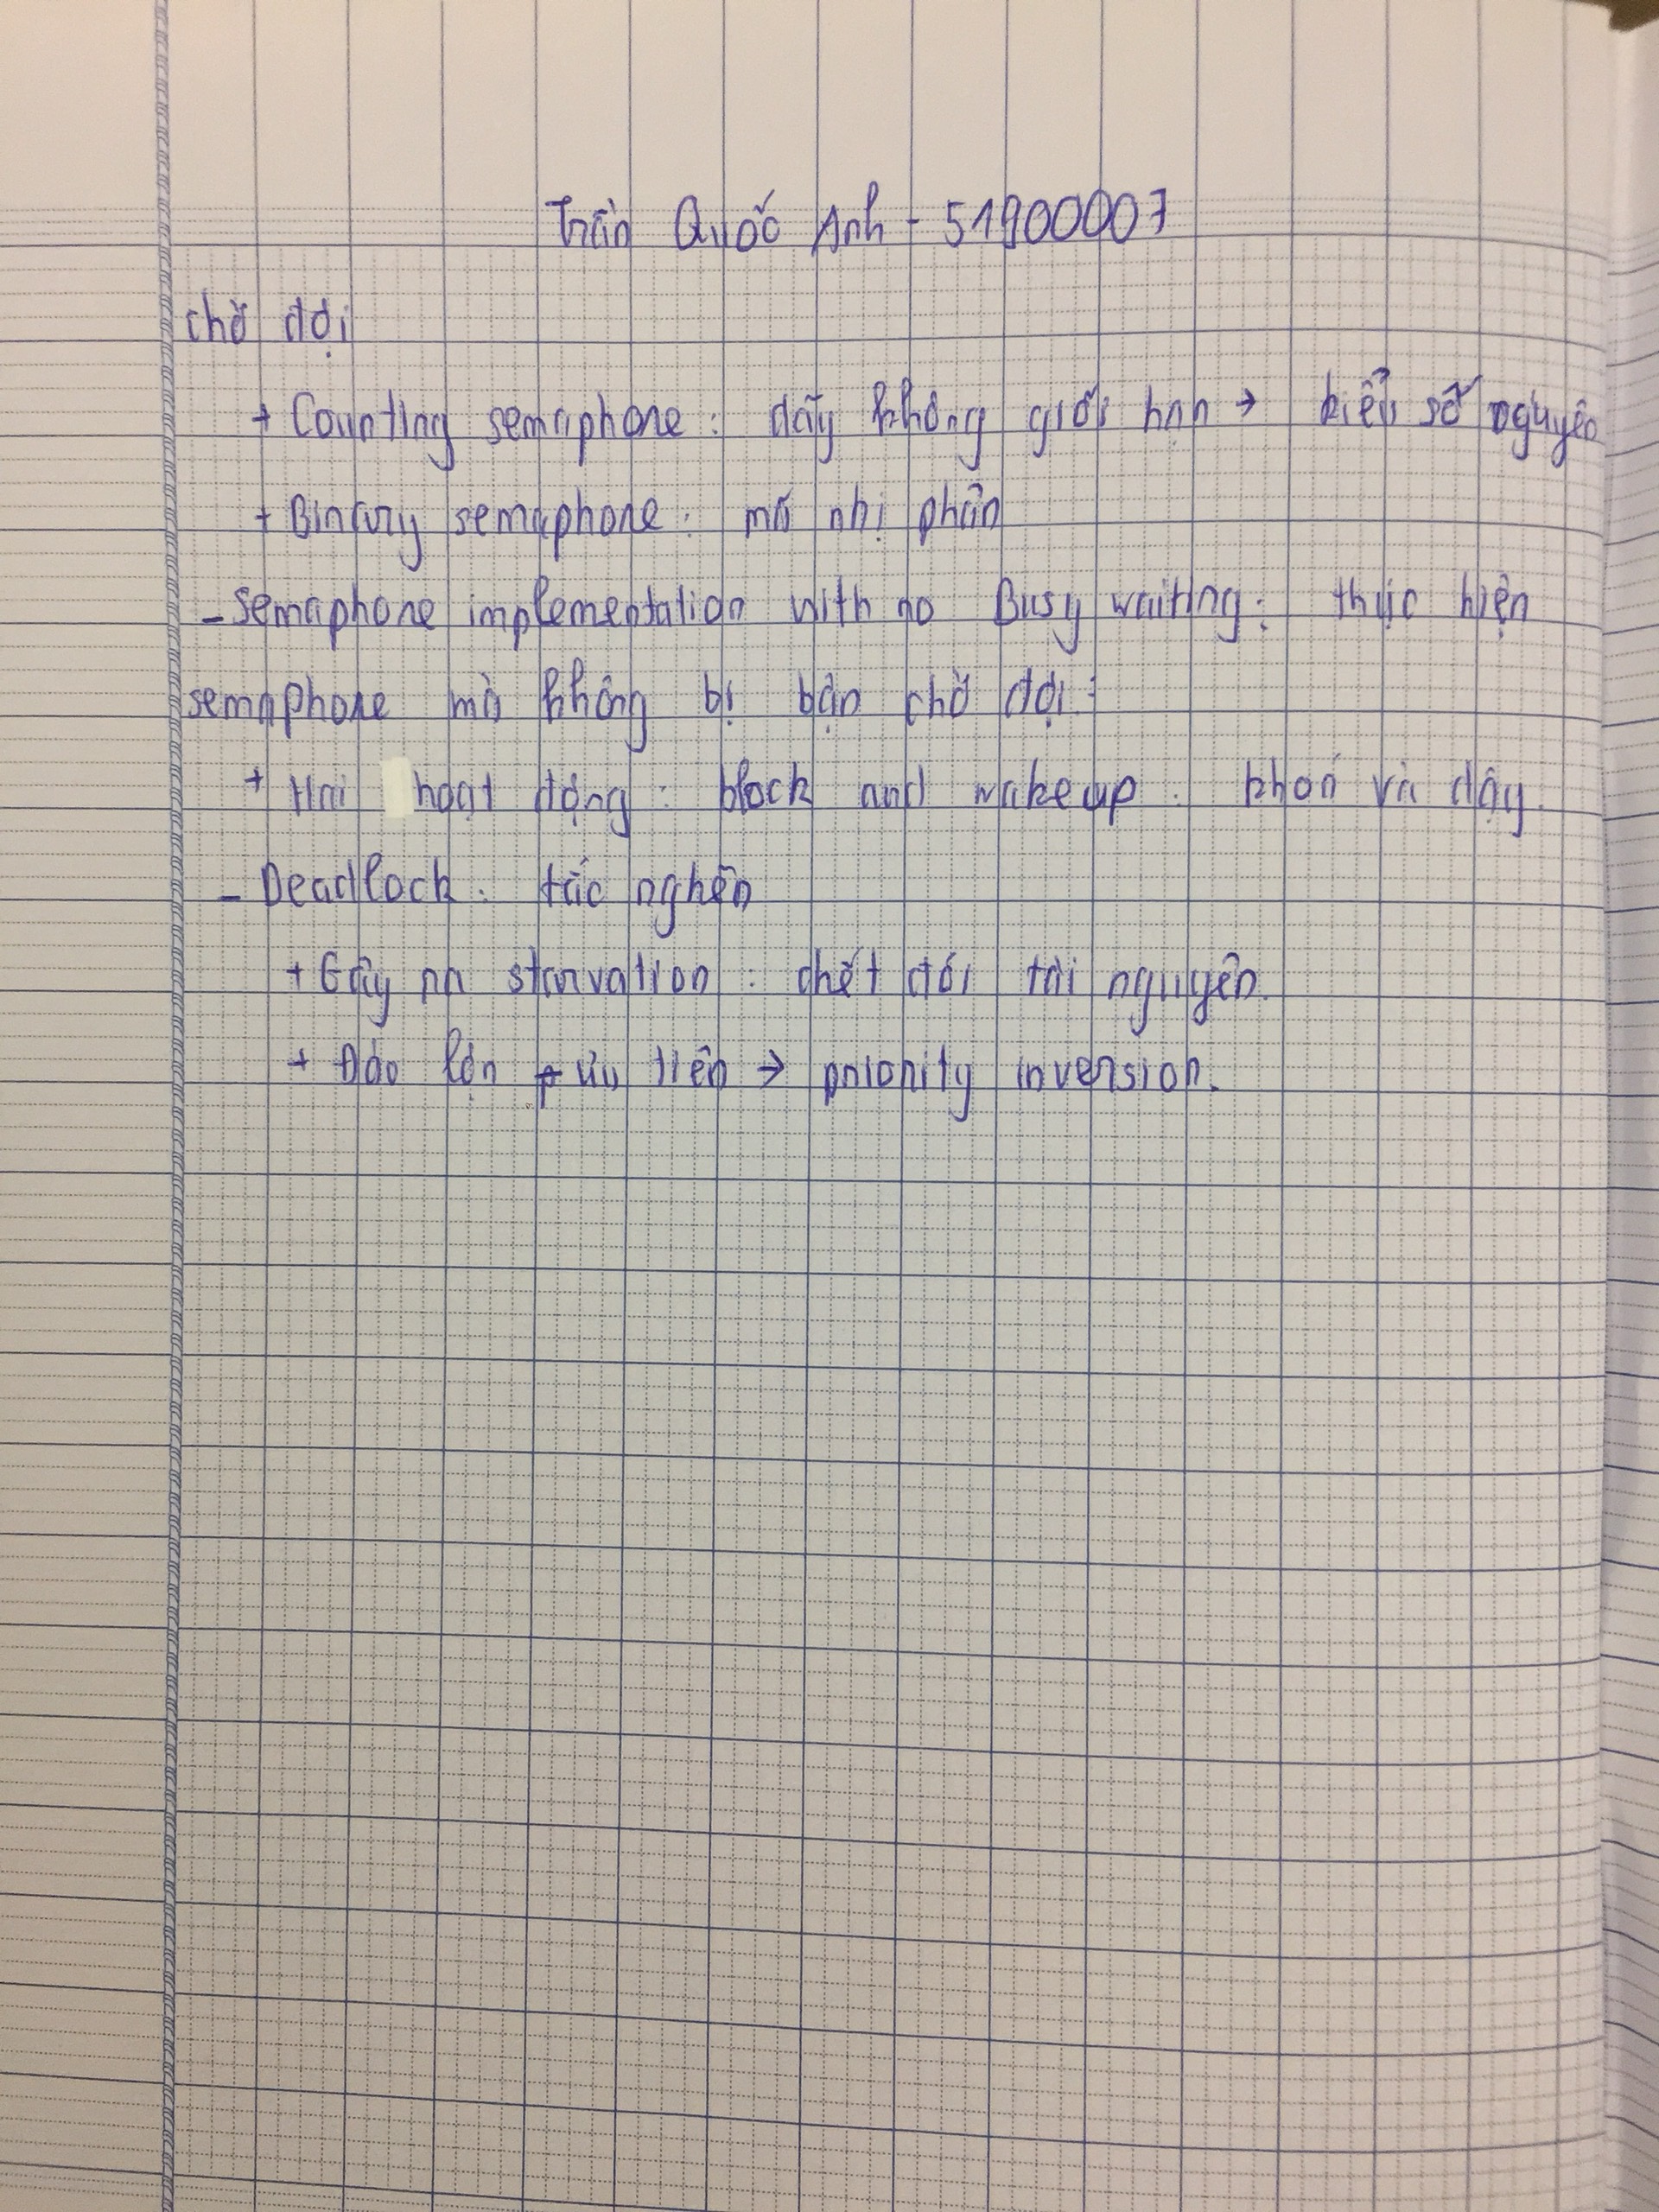 Trần Quốc Anh - 51900007
chờ đợi
+ Counting semaphore : dãy không giới hạn → kiểu số nguyên
+ Binary semaphore : mã nhị phân
- Semaphore implementation with no Busy waiting : thực hiện
semaphore mà không bị bận chờ đợi :
+ Hai hoạt động : block and wakeup : khoá và dậy.
- Deadlock : tắc nghẽn
+ Gây ra starvation : chết đói tài nguyên.
+ Đảo lộn ưu tiên → priority inversion.